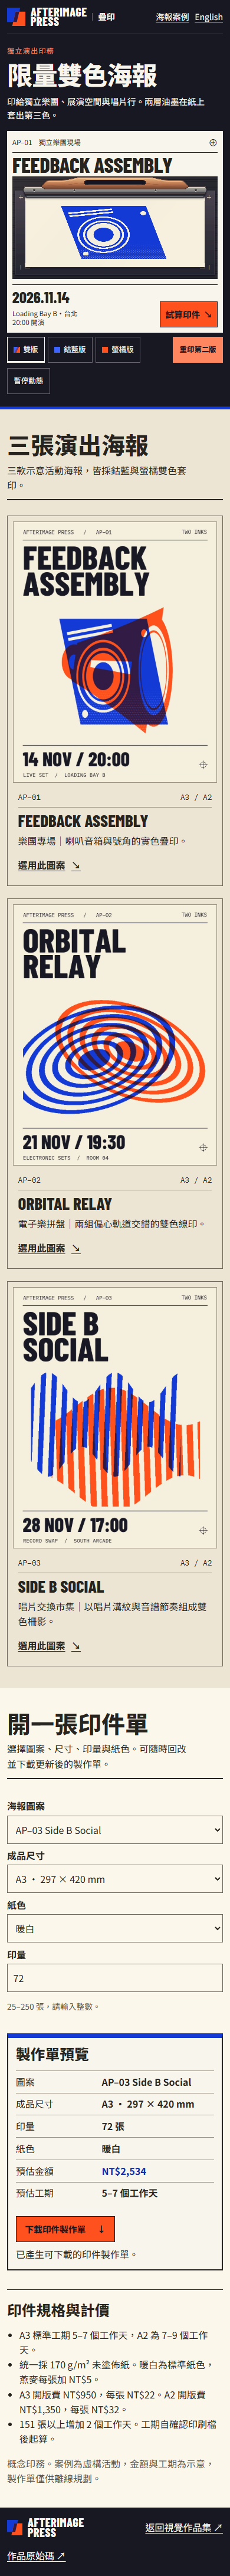 AFTERIMAGE
PRESS
疊印
海報案例 English
獨立演出印務
限量雙色海報
印給獨立樂團、展演空間與唱片行。兩層油墨在紙上
套出第三色。
AP–01 獨立樂團現場
FEEDBACK ASSEMBLY
2026.11.14
Loading Bay B・台北
20:00 開演
試算印件 ↘
雙版
鈷藍版
螢橘版
重印第二版
暫停動態
三張演出海報
三款示意活動海報,皆採鈷藍與螢橘雙色套
印。
AFTERIMAGE PRESS / AP–01 TWO INKS
FEEDBACK
ASSEMBLY
14 NOV / 20:00
LIVE SET / LOADING BAY B
AP–01 A3 / A2
FEEDBACK ASSEMBLY
樂團專場|喇叭音箱與號角的實色疊印。
選用此圖案 ↘
AFTERIMAGE PRESS / AP–02 TWO INKS
ORBITAL
RELAY
21 NOV / 19:30
ELECTRONIC SETS / ROOM 04
AP–02 A3 / A2
ORBITAL RELAY
電子樂拼盤|兩組偏心軌道交錯的雙色線印。
選用此圖案 ↘
AFTERIMAGE PRESS / AP–03 TWO INKS
SIDE B
SOCIAL
28 NOV / 17:00
RECORD SWAP / SOUTH ARCADE
AP–03 A3 / A2
SIDE B SOCIAL
唱片交換市集|以唱片溝紋與音譜節奏組成雙
色柵影。
選用此圖案 ↘
開一張印件單
選擇圖案、尺寸、印量與紙色。可隨時回改
並下載更新後的製作單。
海報圖案
AP–03 Side B Social
成品尺寸
A3 · 297 × 420 mm
紙色
暖白
印量
72
25–250 張,請輸入整數。
製作單預覽
圖案 AP–03 Side B Social
成品尺寸 A3 · 297 × 420 mm
印量 72 張
紙色 暖白
預估金額 NT$2,534
預估工期 5–7 個工作天
下載印件製作單 ↓
已產生可下載的印件製作單。
印件規格與計價
A3 標準工期 5–7 個工作天,A2 為 7–9 個工作
天。
統一採 170 g/m² 未塗佈紙。暖白為標準紙色,
燕麥每張加 NT$5。
A3 開版費 NT$950,每張 NT$22。A2 開版費
NT$1,350,每張 NT$32。
151 張以上增加 2 個工作天。工期自確認印刷檔
後起算。
概念印務。案例為虛構活動,金額與工期為示意,
製作單僅供離線規劃。
AFTERIMAGE
PRESS
返回視覺作品集 ↗
作品原始碼 ↗